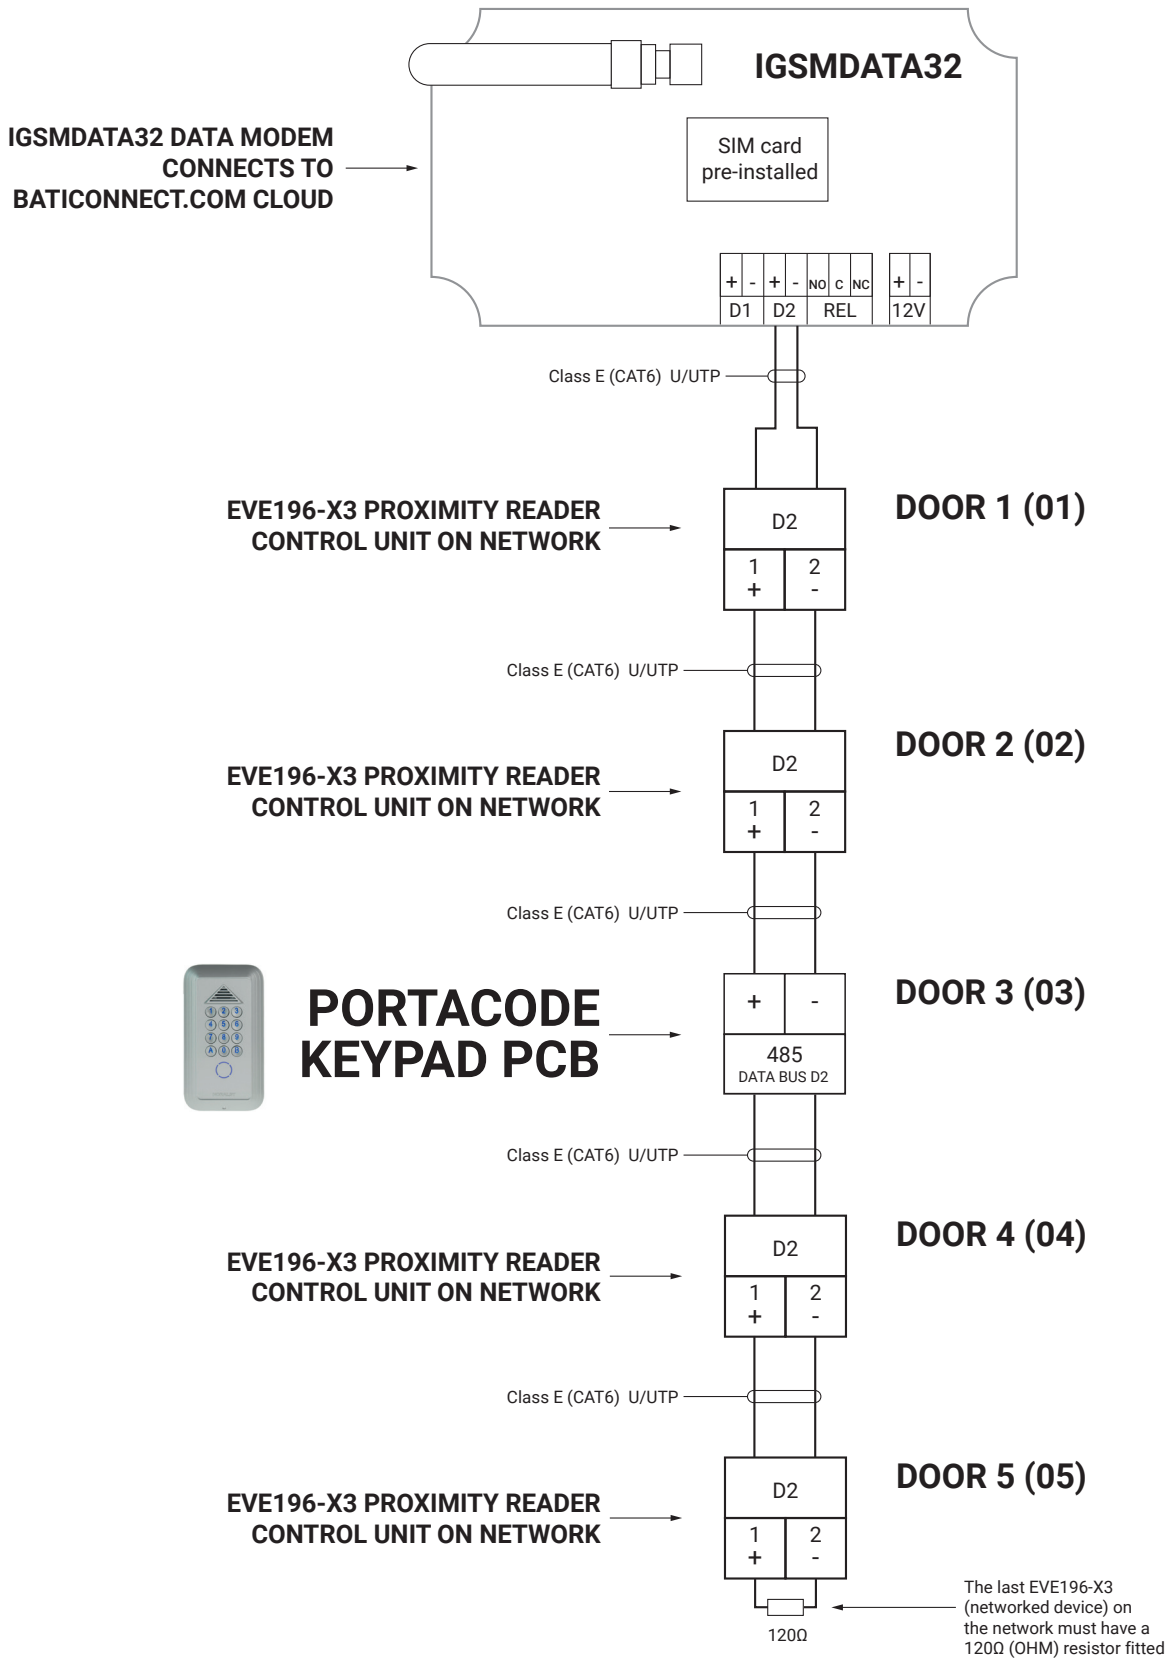 IGSMDATA32
IGSMDATA32 DATA MODEM
CONNECTS TO
BATICONNECT.COM CLOUD
SIM card
pre-installed
+ - + - NO C NC + -
D1 D2 REL 12V
Class E (CAT6) U/UTP
EVE196-X3 PROXIMITY READER
CONTROL UNIT ON NETWORK
D2
1 2
+ -
DOOR 1 (01)
Class E (CAT6) U/UTP
EVE196-X3 PROXIMITY READER
CONTROL UNIT ON NETWORK
D2
1 2
+ -
DOOR 2 (02)
Class E (CAT6) U/UTP
PORTACODE
KEYPAD PCB
+ -
485
DATA BUS D2
DOOR 3 (03)
Class E (CAT6) U/UTP
EVE196-X3 PROXIMITY READER
CONTROL UNIT ON NETWORK
D2
1 2
+ -
DOOR 4 (04)
Class E (CAT6) U/UTP
EVE196-X3 PROXIMITY READER
CONTROL UNIT ON NETWORK
D2
1 2
+ -
DOOR 5 (05)
120Ω
The last EVE196-X3
(networked device) on
the network must have a
120Ω (OHM) resistor fitted